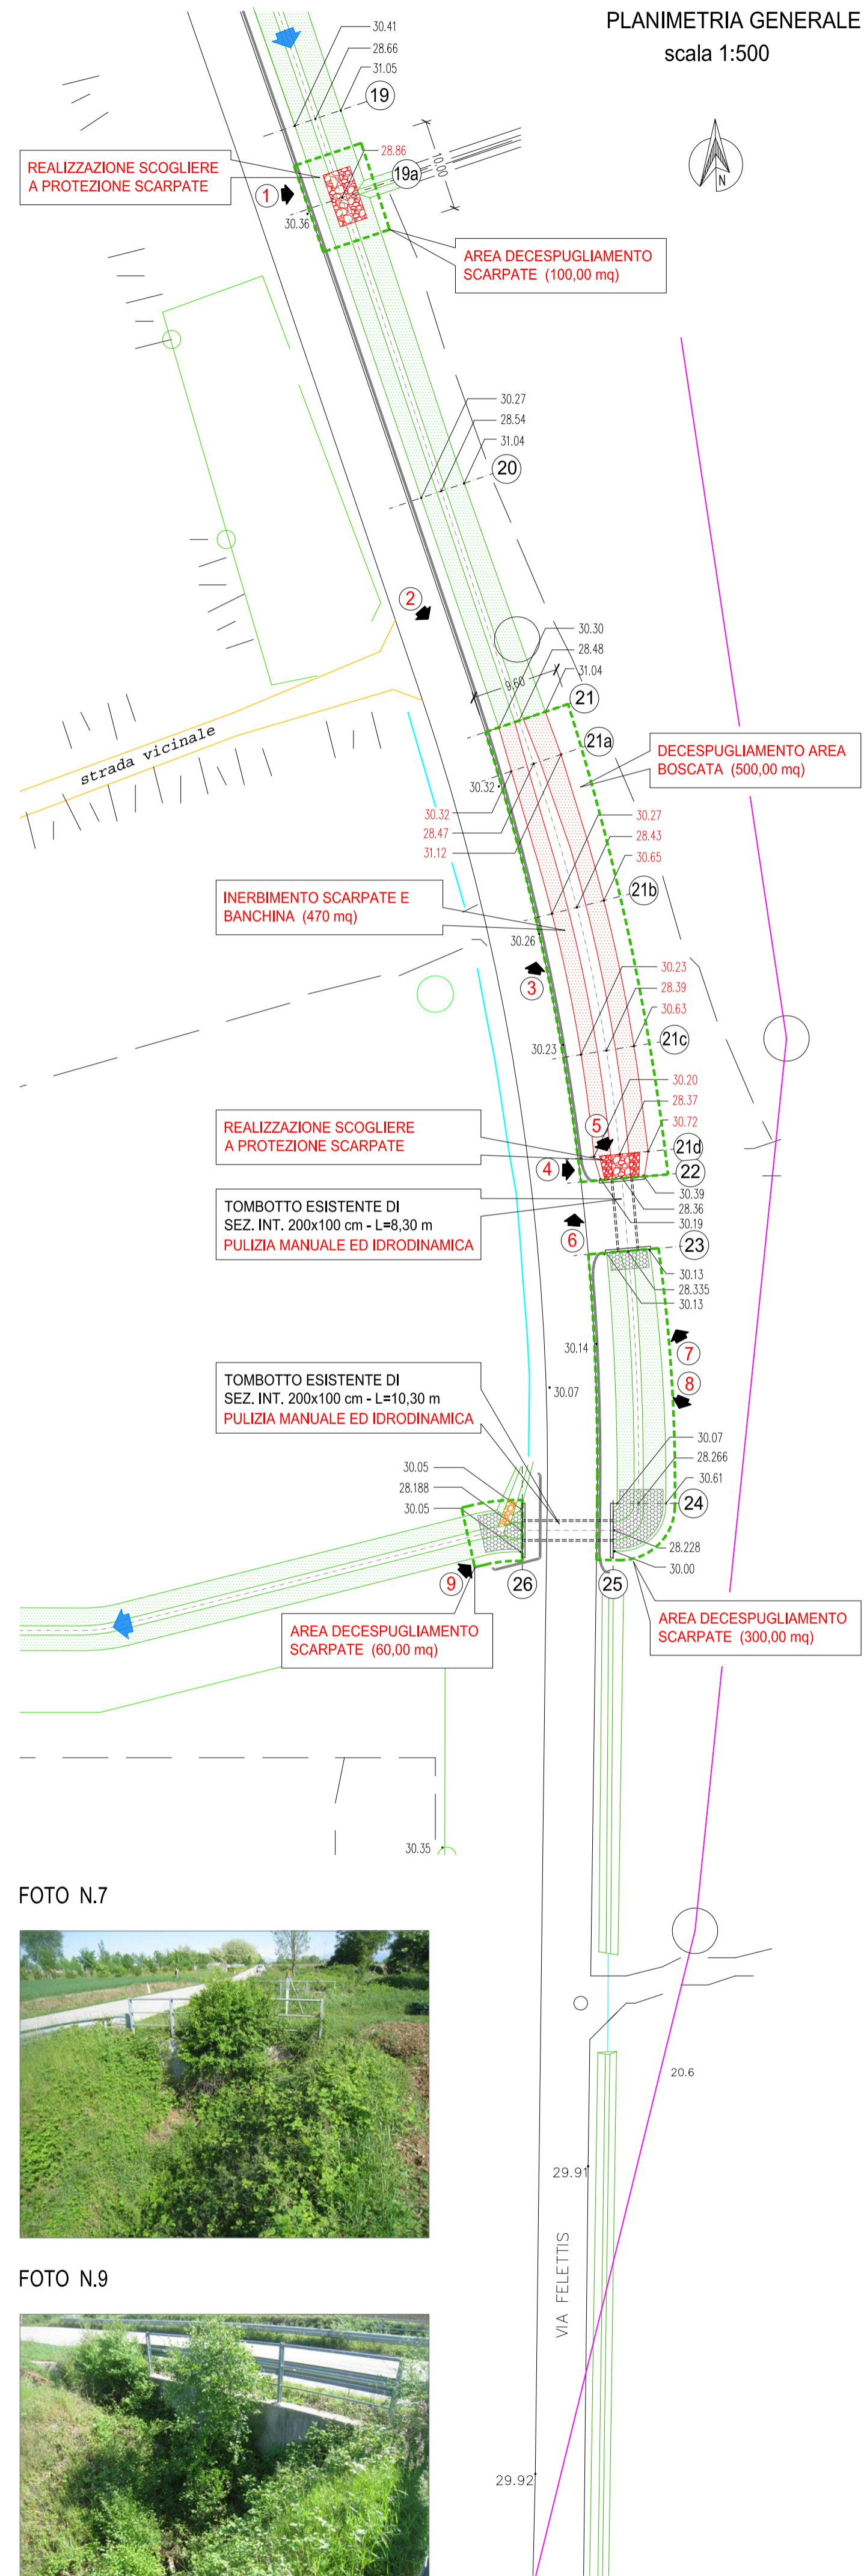 PLANIMETRIA GENERALE
scala 1:500
30.41
28.66
31.05
19
28.86
19a
10.00
N
REALIZZAZIONE SCOGLIERE
A PROTEZIONE SCARPATE
1
30.36
AREA DECESPUGLIAMENTO
SCARPATE (100,00 mq)
30.27
28.54
31.04
20
2
30.30
28.48
31.04
9.60
21
21a
strada vicinale
DECESPUGLIAMENTO AREA
BOSCATA (500,00 mq)
30.32
30.32
28.47
31.12
30.27
28.43
30.65
21b
INERBIMENTO SCARPATE E
BANCHINA (470 mq)
30.26
3
30.23
28.39
30.63
21c
30.23
30.20
28.37
30.72
REALIZZAZIONE SCOGLIERE
A PROTEZIONE SCARPATE
5
21d
4
22
TOMBOTTO ESISTENTE DI
SEZ. INT. 200x100 cm - L=8,30 m
PULIZIA MANUALE ED IDRODINAMICA
30.39
28.36
30.19
6
23
30.13
28.335
30.13
30.14
7
8
TOMBOTTO ESISTENTE DI
SEZ. INT. 200x100 cm - L=10,30 m
PULIZIA MANUALE ED IDRODINAMICA
30.07
30.07
28.266
30.61
30.05
28.188
30.05
24
28.228
30.00
9
26
25
AREA DECESPUGLIAMENTO
SCARPATE (60,00 mq)
AREA DECESPUGLIAMENTO
SCARPATE (300,00 mq)
30.35
FOTO N.7
20.6
29.91
VIA FELETTIS
FOTO N.9
29.92